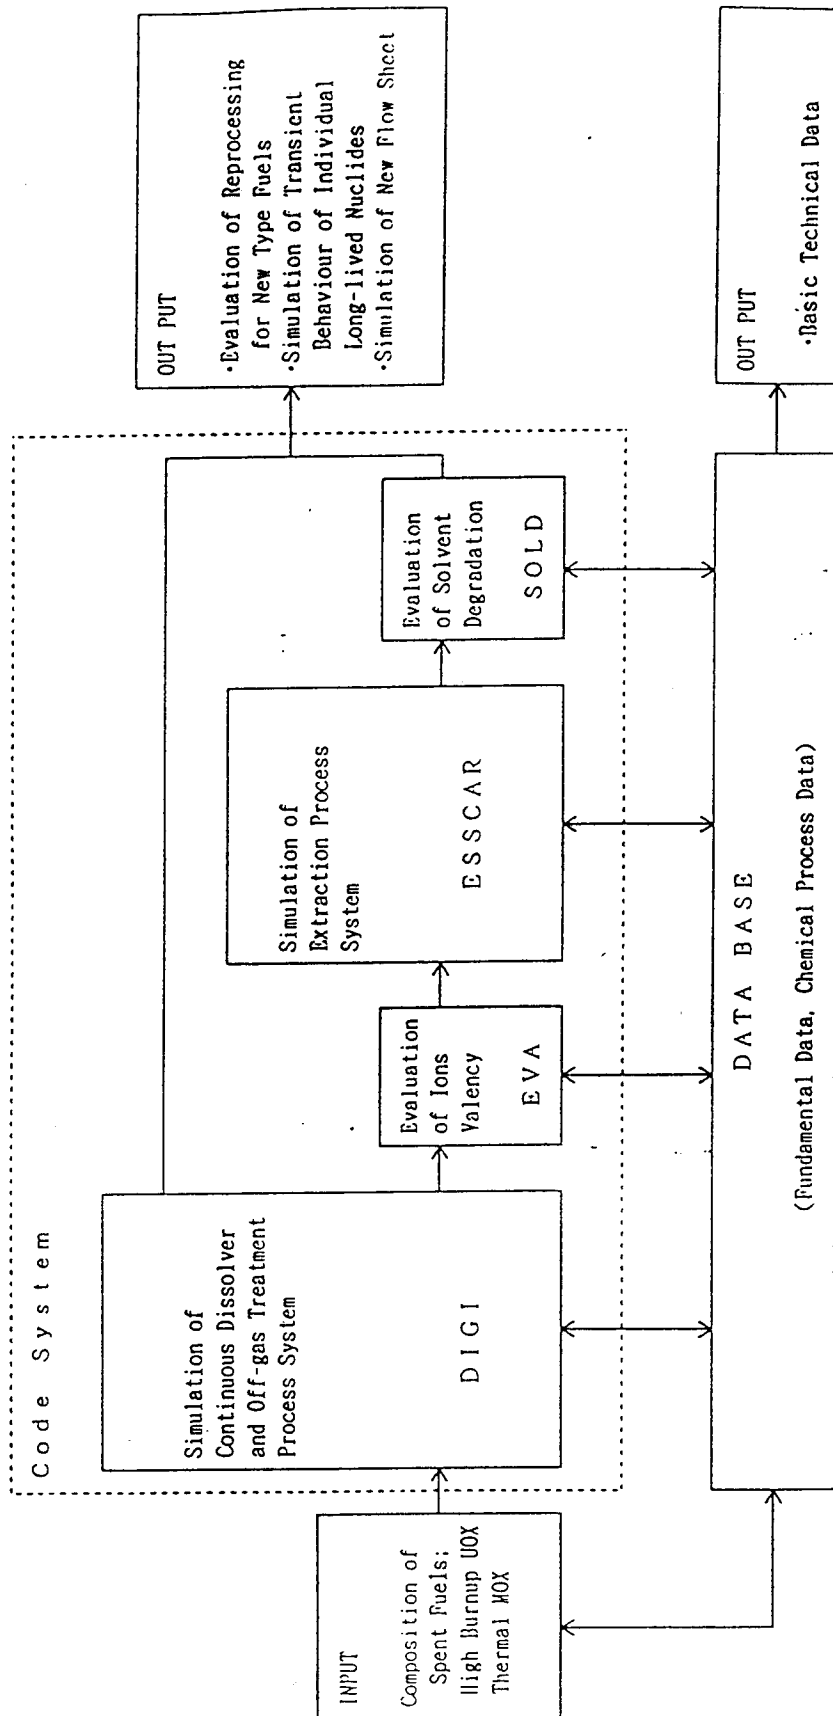 Code System
INPUT
Composition of
Spent Fuels;
High Burnup UOX
Thermal MOX
Simulation of
Continuous Dissolver
and Off-gas Treatment
Process System
DIGI
Evaluation
of Ions
Valency
EVA
Simulation of
Extraction Process
System
ESSCAR
Evaluation
of Solvent
Degradation
SOLD
OUT PUT
・Evaluation of Reprocessing
for New Type Fuels
・Simulation of Transient
Behaviour of Individual
Long-lived Nuclides
・Simulation of New Flow Sheet
DATA BASE
(Fundamental Data, Chemical Process Data)
OUT PUT
・Basic Technical Data